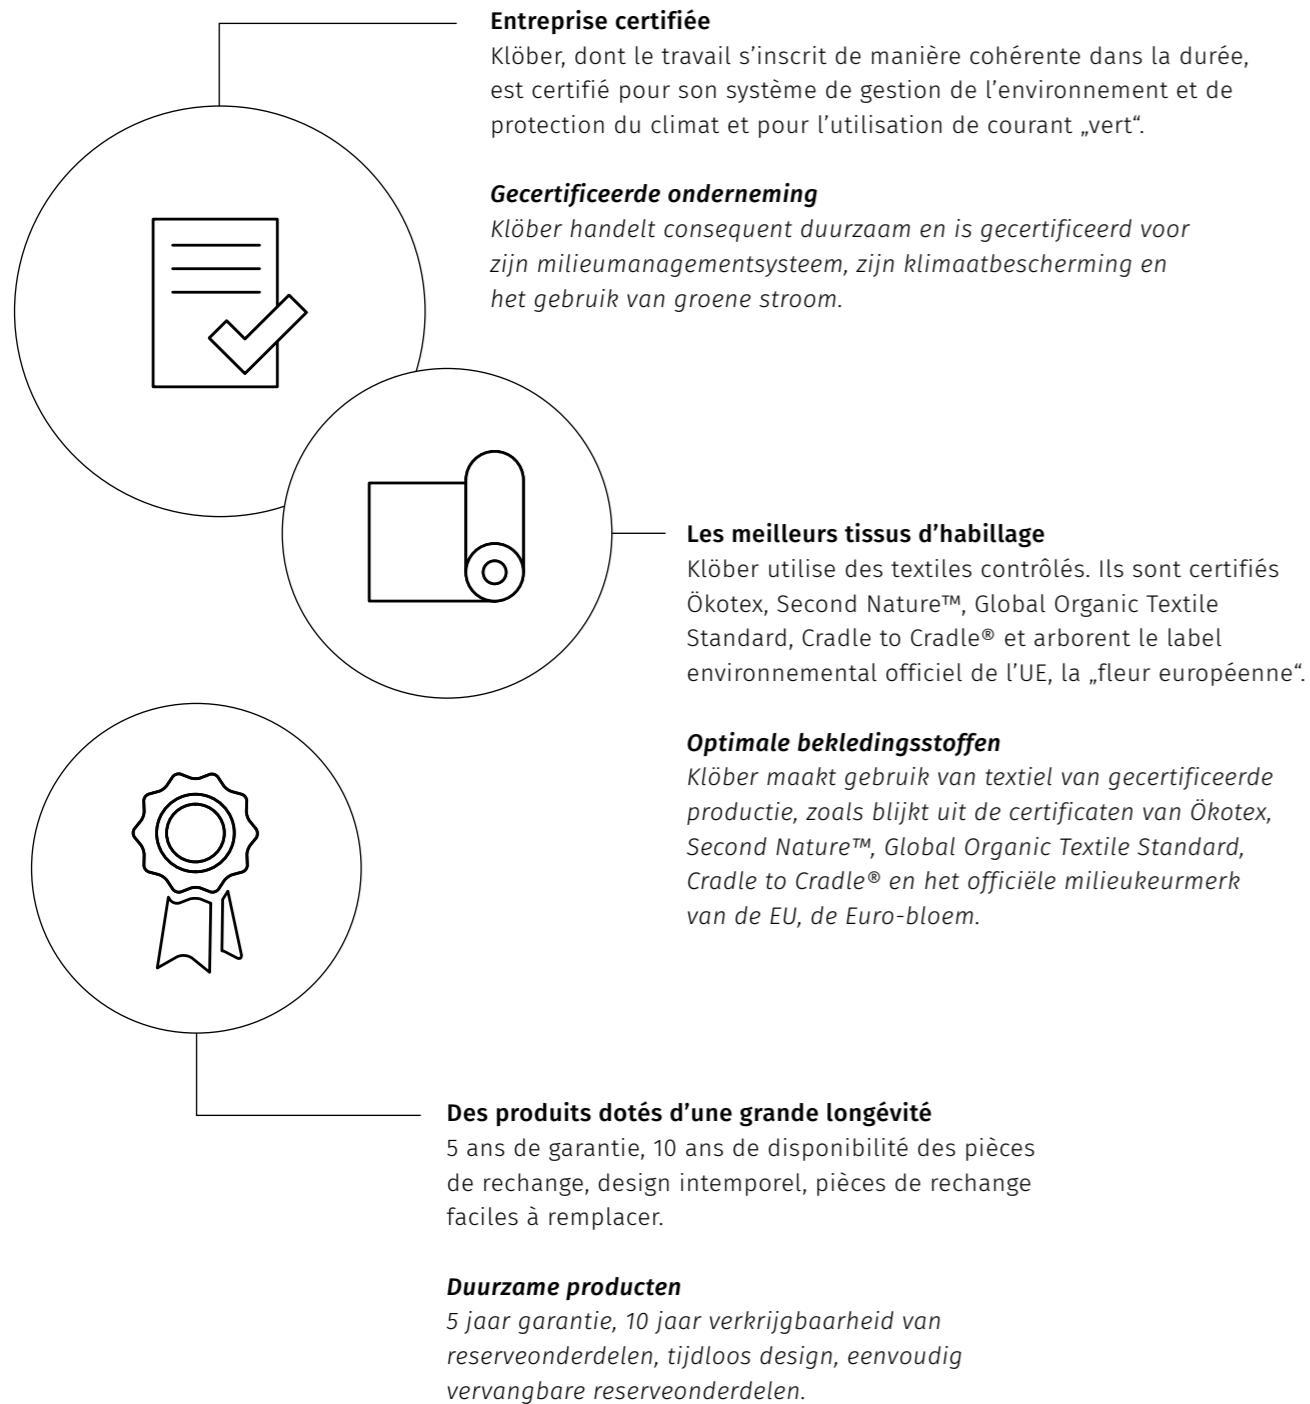 Entreprise certifiée
Klöber, dont le travail s’inscrit de manière cohérente dans la durée,
est certifié pour son système de gestion de l’environnement et de
protection du climat et pour l’utilisation de courant „vert“.
Gecertificeerde onderneming
Klöber handelt consequent duurzaam en is gecertificeerd voor
zijn milieumanagementsysteem, zijn klimaatbescherming en
het gebruik van groene stroom.
Les meilleurs tissus d’habillage
Klöber utilise des textiles contrôlés. Ils sont certifiés
Ökotex, Second Nature™, Global Organic Textile
Standard, Cradle to Cradle® et arborent le label
environnemental officiel de l’UE, la „fleur européenne“.
Optimale bekledingsstoffen
Klöber maakt gebruik van textiel van gecertificeerde
productie, zoals blijkt uit de certificaten van Ökotex,
Second Nature™, Global Organic Textile Standard,
Cradle to Cradle® en het officiële milieukeurmerk
van de EU, de Euro-bloem.
Des produits dotés d’une grande longévité
5 ans de garantie, 10 ans de disponibilité des pièces
de rechange, design intemporel, pièces de rechange
faciles à remplacer.
Duurzame producten
5 jaar garantie, 10 jaar verkrijgbaarheid van
reserveonderdelen, tijdloos design, eenvoudig
vervangbare reserveonderdelen.